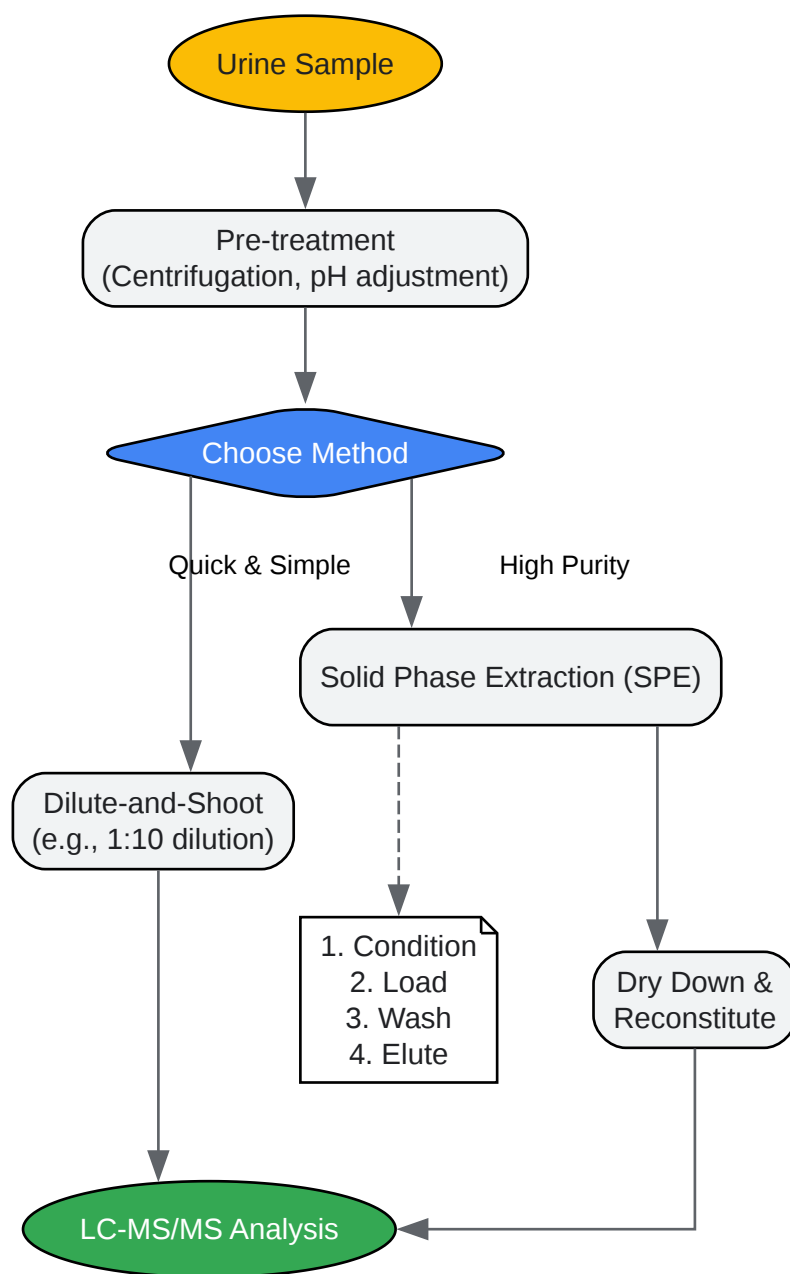 Urine Sample
Pre-treatment
(Centrifugation, pH adjustment)
Choose Method
Quick & Simple
High Purity
Solid Phase Extraction (SPE)
Dilute-and-Shoot
(e.g., 1:10 dilution)
1. Condition
2. Load
3. Wash
4. Elute
Dry Down &
Reconstitute
LC-MS/MS Analysis